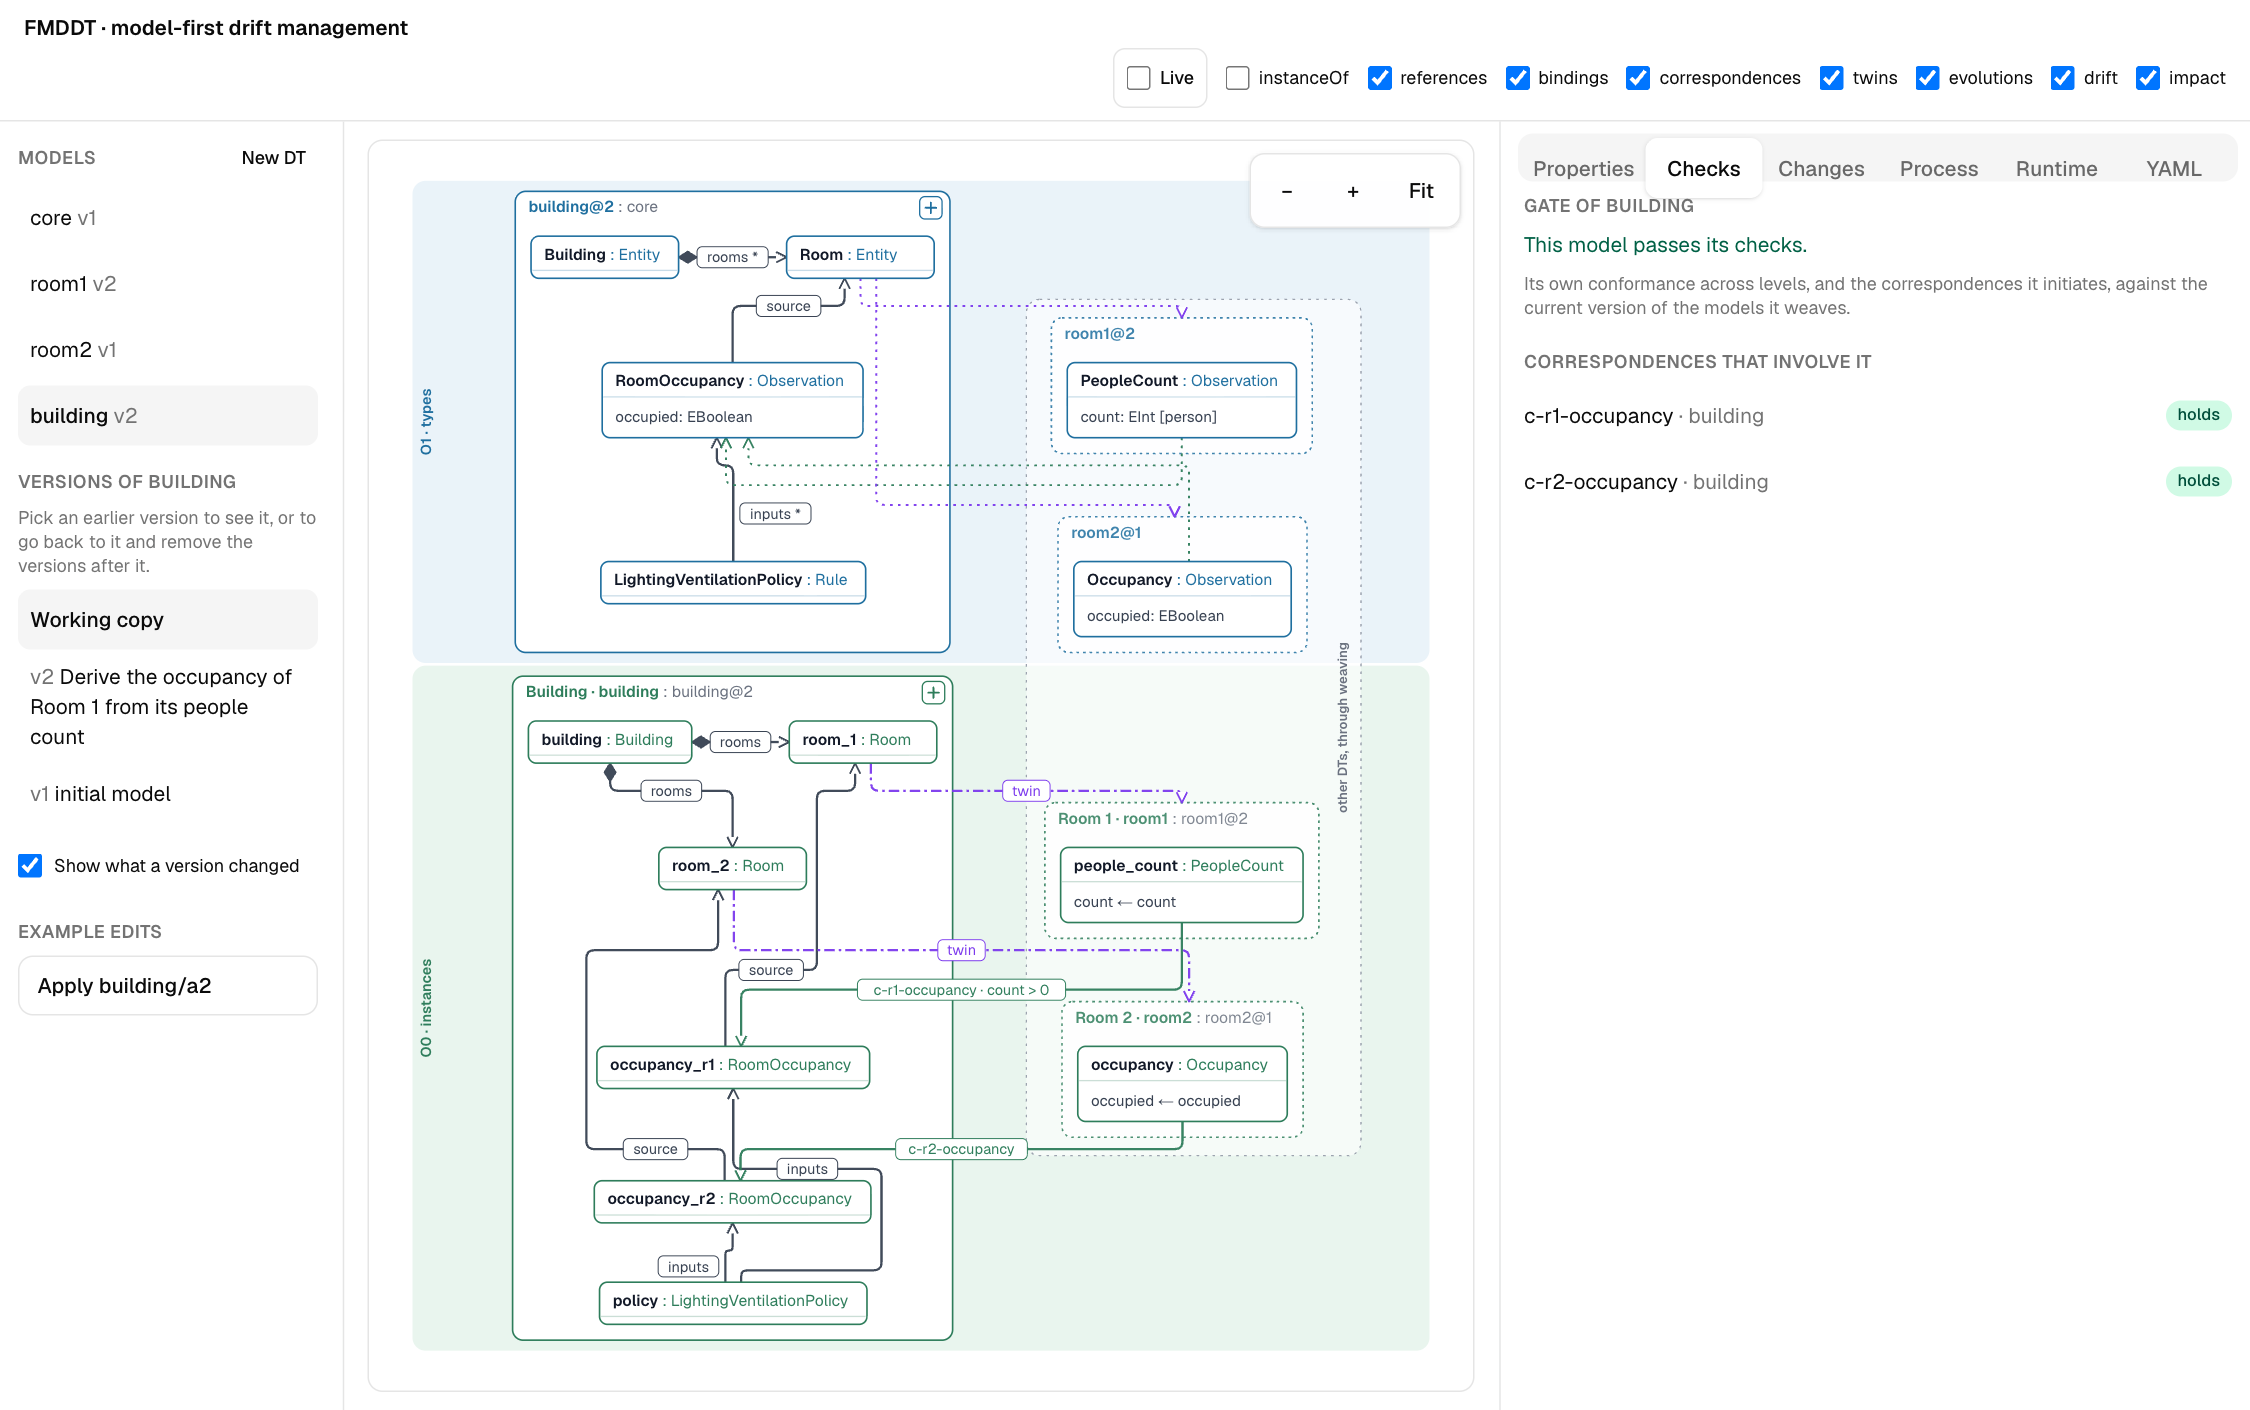 FMDDT · model-first drift management
Live
instanceOf
references
bindings
correspondences
twins
evolutions
drift
impact
MODELS
New DT
core v1
room1 v2
room2 v1
building v2
VERSIONS OF BUILDING
Pick an earlier version to see it, or to
go back to it and remove the
versions after it.
Working copy
v2 Derive the occupancy of
Room 1 from its people
count
v1 initial model
Show what a version changed
EXAMPLE EDITS
Apply building/a2
−
+
Fit
O1 · types
building@2 : core
+
Building : Entity
rooms *
Room : Entity
source
RoomOccupancy : Observation
occupied: EBoolean
inputs *
LightingVentilationPolicy : Rule
room1@2
PeopleCount : Observation
count: EInt [person]
room2@1
Occupancy : Observation
occupied: EBoolean
other DTs, through weaving
O0 · instances
Building · building : building@2
+
building : Building
rooms
room_1 : Room
rooms
twin
room_2 : Room
Room 1 · room1 : room1@2
people_count : PeopleCount
count ← count
twin
source
c-r1-occupancy · count > 0
Room 2 · room2 : room2@1
occupancy_r1 : RoomOccupancy
occupancy : Occupancy
occupied ← occupied
source
c-r2-occupancy
inputs
occupancy_r2 : RoomOccupancy
inputs
policy : LightingVentilationPolicy
Properties
Checks
Changes
Process
Runtime
YAML
GATE OF BUILDING
This model passes its checks.
Its own conformance across levels, and the correspondences it initiates, against the
current version of the models it weaves.
CORRESPONDENCES THAT INVOLVE IT
c-r1-occupancy · building
holds
c-r2-occupancy · building
holds